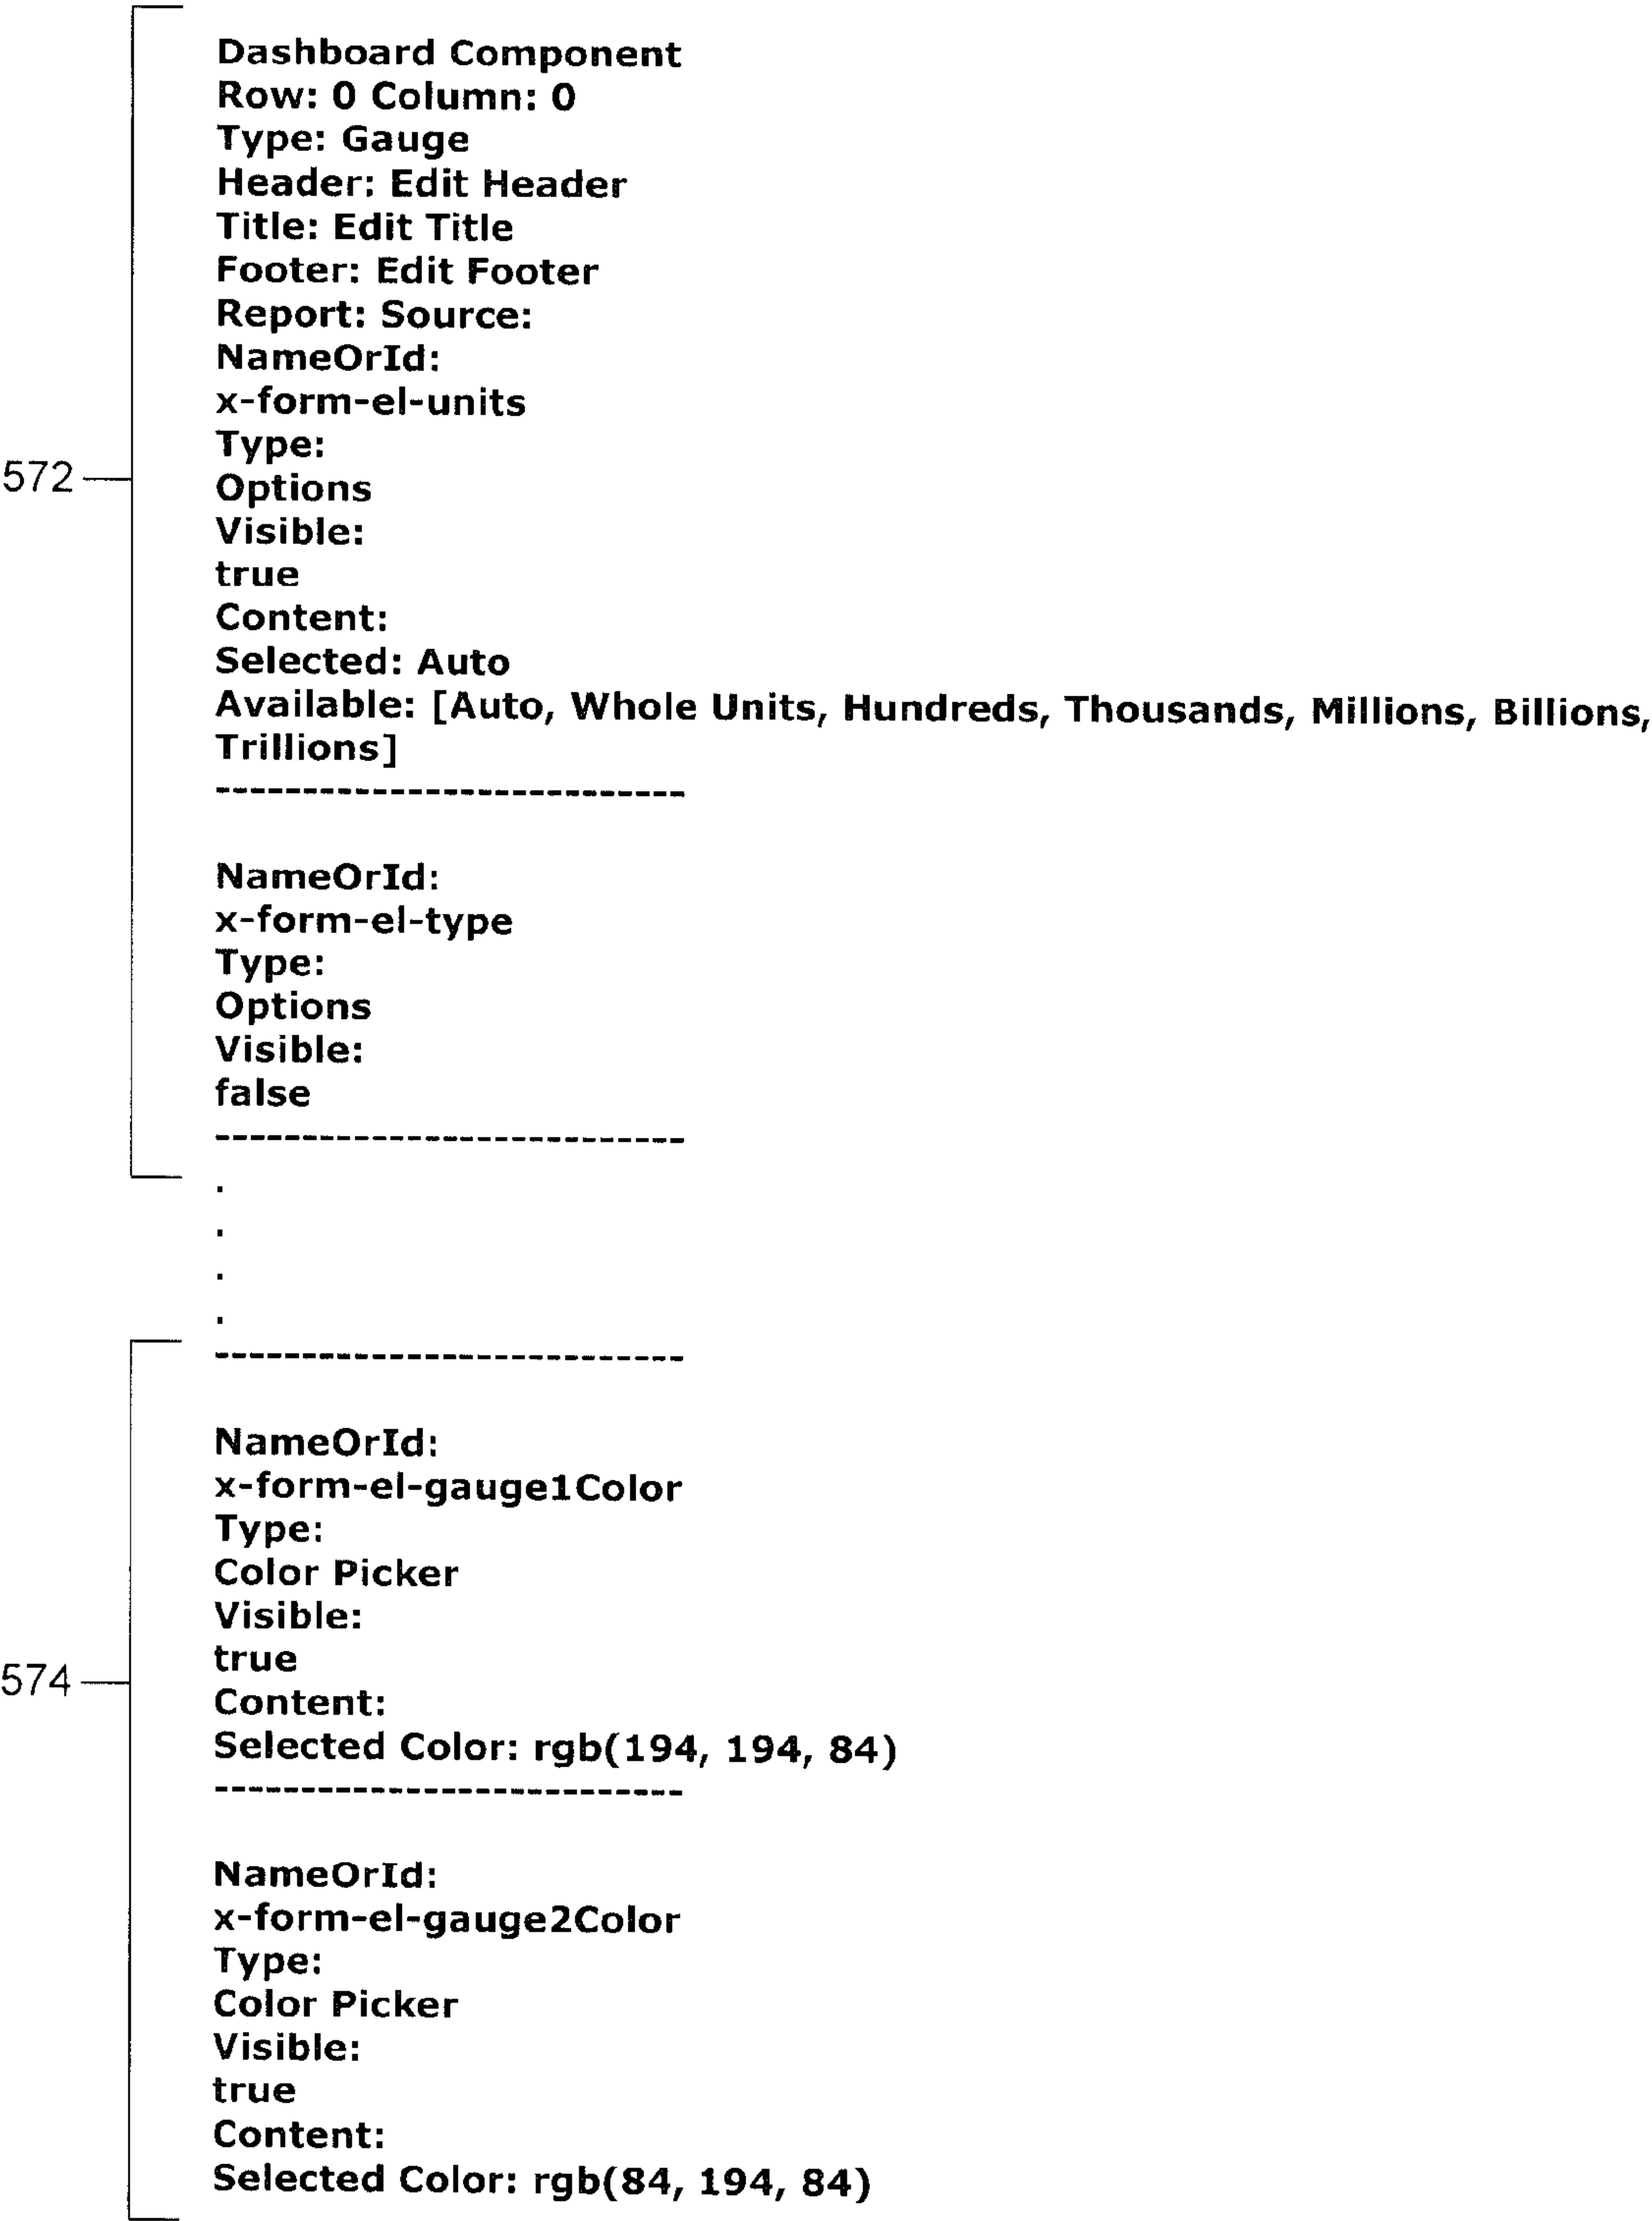 Dashboard Component
Row: 0 Column: 0
Type: Gauge
Header: Edit Header
Title: Edit Title
Footer: Edit Footer
Report: Source:
NameOrId:
x-form-el-units
Type:
572
Options
Visible:
true
Content:
Selected: Auto
Available: [Auto, Whole Units, Hundreds, Thousands, Millions, Billions,
Trillions]
---------------------------
NameOrId:
x-form-el-type
Type:
Options
Visible:
false
---------------------------
.
.
.
.
---------------------------
NameOrId:
x-form-el-gauge1Color
Type:
Color Picker
Visible:
true
574
Content:
Selected Color: rgb(194, 194, 84)
---------------------------
NameOrId:
x-form-el-gauge2Color
Type:
Color Picker
Visible:
true
Content:
Selected Color: rgb(84, 194, 84)